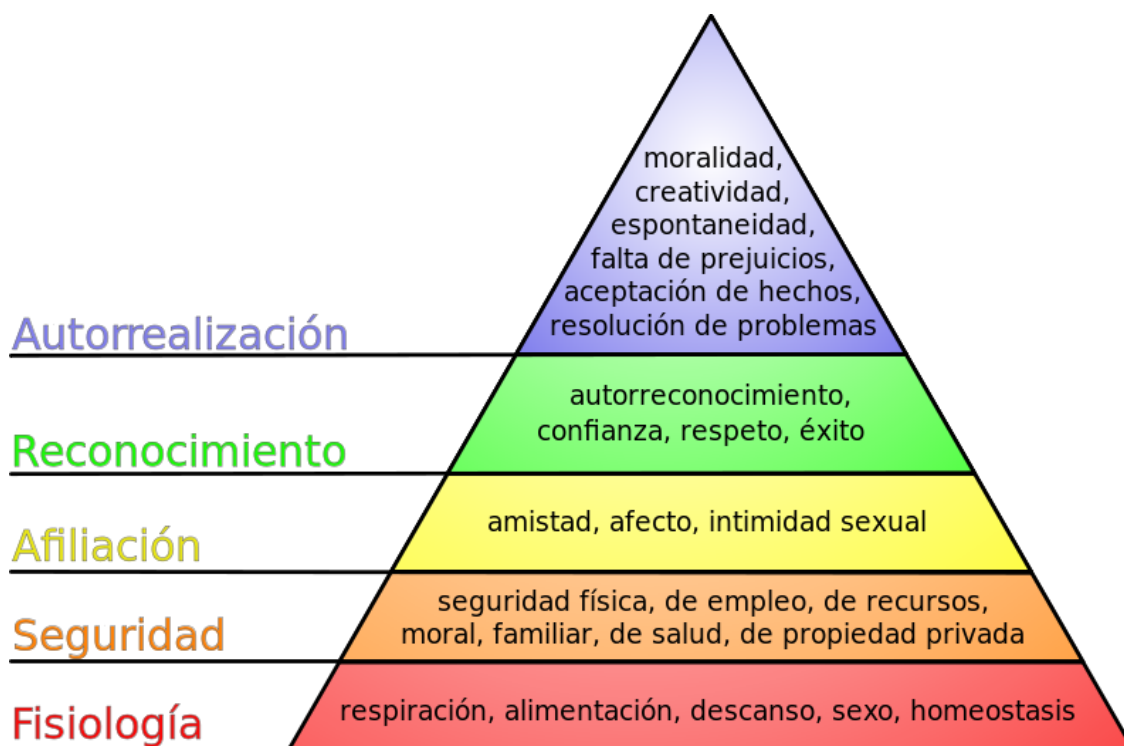 moralidad,
creatividad,
espontaneidad,
falta de prejuicios,
aceptación de hechos,
resolución de problemas
Autorrealización
autorreconocimiento,
confianza, respeto, éxito
Reconocimiento
amistad, afecto, intimidad sexual
Afiliación
seguridad física, de empleo, de recursos,
moral, familiar, de salud, de propiedad privada
Seguridad
respiración, alimentación, descanso, sexo, homeostasis
Fisiología